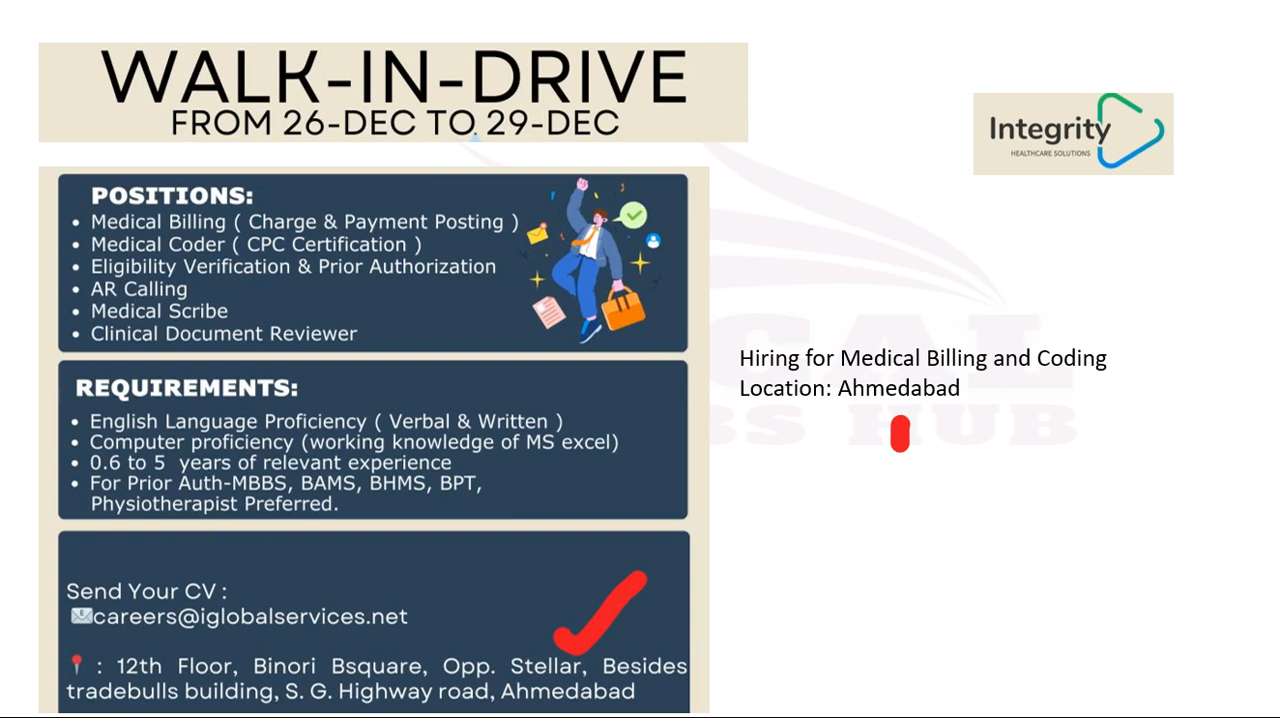 WALK-IN-DRIVE
FROM 26-DEC TO 29-DEC
Integrity
HEALTHCARE SOLUTIONS
POSITIONS:
• Medical Billing ( Charge & Payment Posting )
• Medical Coder ( CPC Certification )
• Eligibility Verification & Prior Authorization
• AR Calling
• Medical Scribe
• Clinical Document Reviewer
REQUIREMENTS:
• English Language Proficiency ( Verbal & Written )
• Computer proficiency (working knowledge of MS excel)
• 0.6 to 5 years of relevant experience
• For Prior Auth-MBBS, BAMS, BHMS, BPT,
Physiotherapist Preferred.
Send Your CV :
careers@iglobalservices.net
: 12th Floor, Binori Bsquare, Opp. Stellar, Besides
tradebulls building, S. G. Highway road, Ahmedabad
Hiring for Medical Billing and Coding
Location: Ahmedabad
HUB